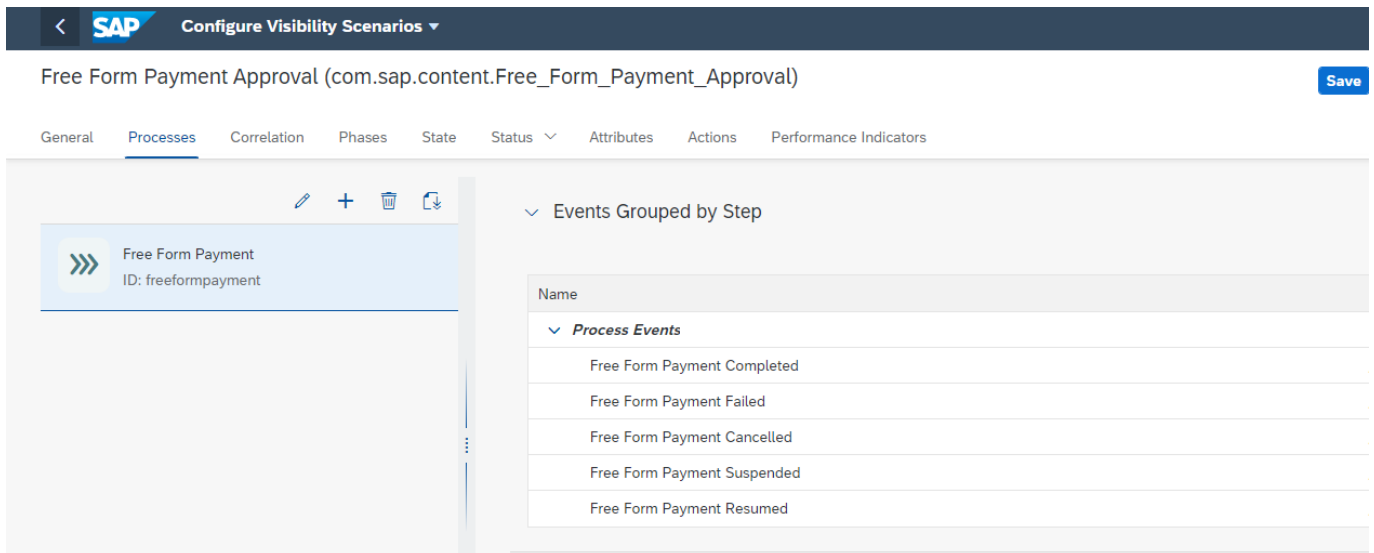 SAP Configure Visibility Scenarios
Free Form Payment Approval (com.sap.content.Free_Form_Payment_Approval)
Save
General Processes Correlation Phases State Status Attributes Actions Performance Indicators
Free Form Payment
ID: freeformpayment
Events Grouped by Step
Name
Process Events
Free Form Payment Completed
Free Form Payment Failed
Free Form Payment Cancelled
Free Form Payment Suspended
Free Form Payment Resumed